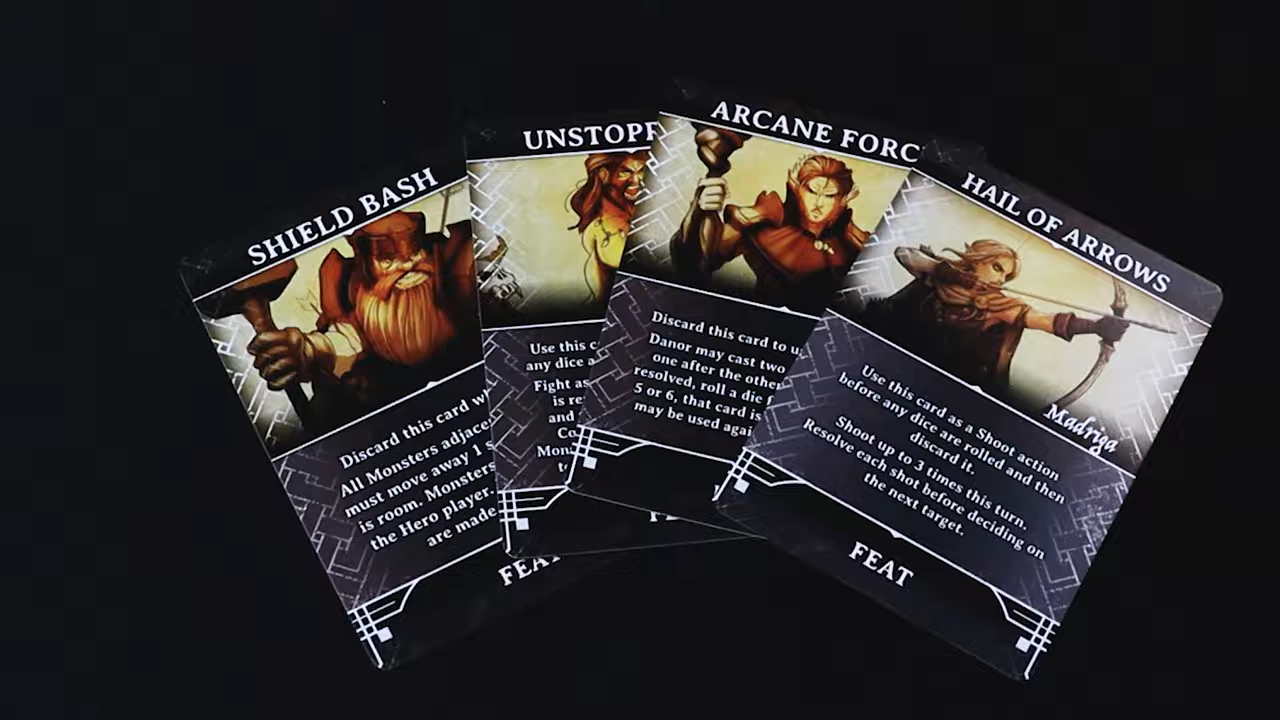 SHIELD BASH
Discard this card w
All Monsters adjace
must move away 1 s
is room. Monsters
the Hero player.
are made
FEAT
UNSTOPP
Use this c
any dice a
Fight as
is re
and
Co
Mon
ARCANE FORC
Discard this card to u
Danor may cast two
one after the other
resolved, roll a die
5 or 6, that card is
may be used agai
HAIL OF ARROWS
Madriga
Use this card as a Shoot action
before any dice are rolled and then
discard it.
Shoot up to 3 times this turn.
Resolve each shot before deciding on
the next target.
FEAT